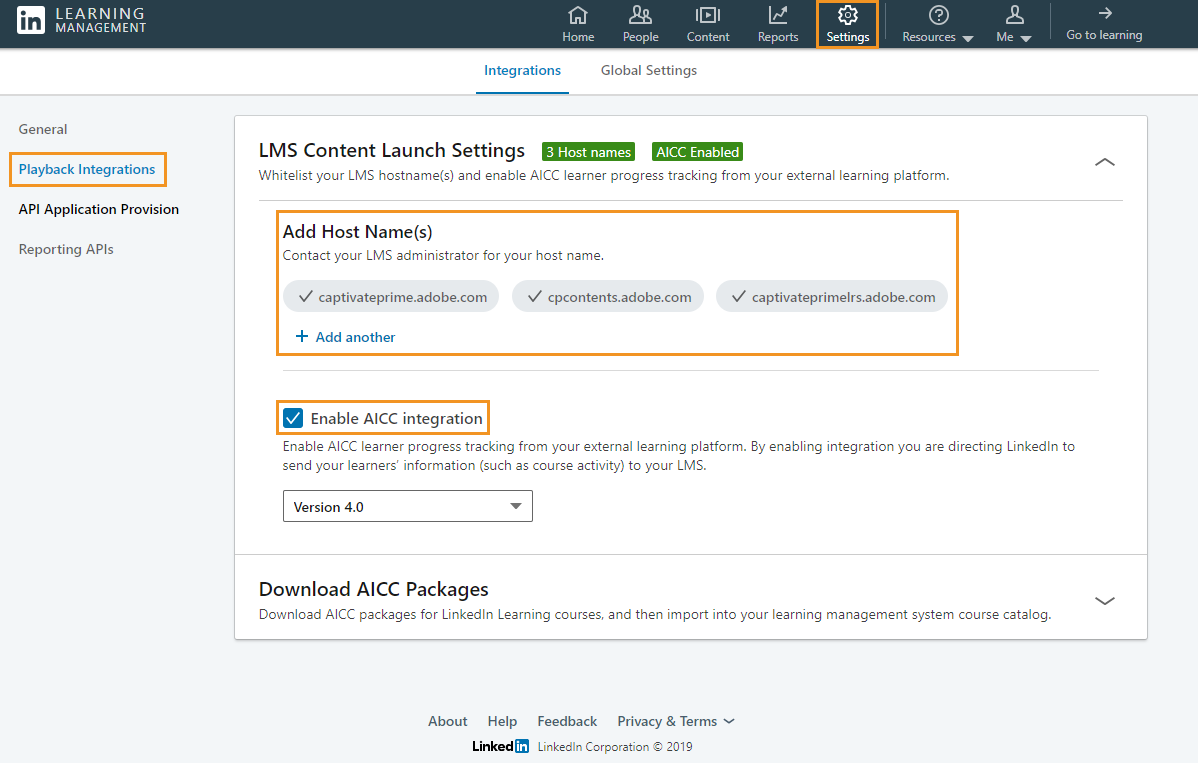 in LEARNING
MANAGEMENT
Home People Content Reports Settings Resources Me Go to learning
Integrations Global Settings
General
Playback Integrations
API Application Provision
Reporting APIs
LMS Content Launch Settings 3 Host names AICC Enabled
Whitelist your LMS hostname(s) and enable AICC learner progress tracking from your external learning platform.
Add Host Name(s)
Contact your LMS administrator for your host name.
captivateprime.adobe.com cpcontents.adobe.com captivateprimelrs.adobe.com
+ Add another
Enable AICC integration
Enable AICC learner progress tracking from your external learning platform. By enabling integration you are directing LinkedIn to
send your learners’ information (such as course activity) to your LMS.
Version 4.0
Download AICC Packages
Download AICC packages for LinkedIn Learning courses, and then import into your learning management system course catalog.
About Help Feedback Privacy & Terms
Linked in LinkedIn Corporation © 2019